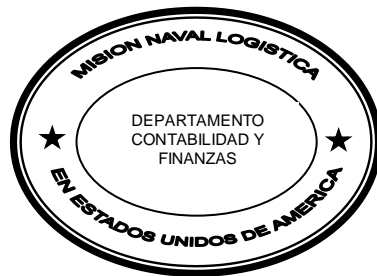 MISION NAVAL LOGISTICA
DEPARTAMENTO
CONTABILIDAD Y
FINANZAS
EN ESTADOS UNIDOS DE AMERICA